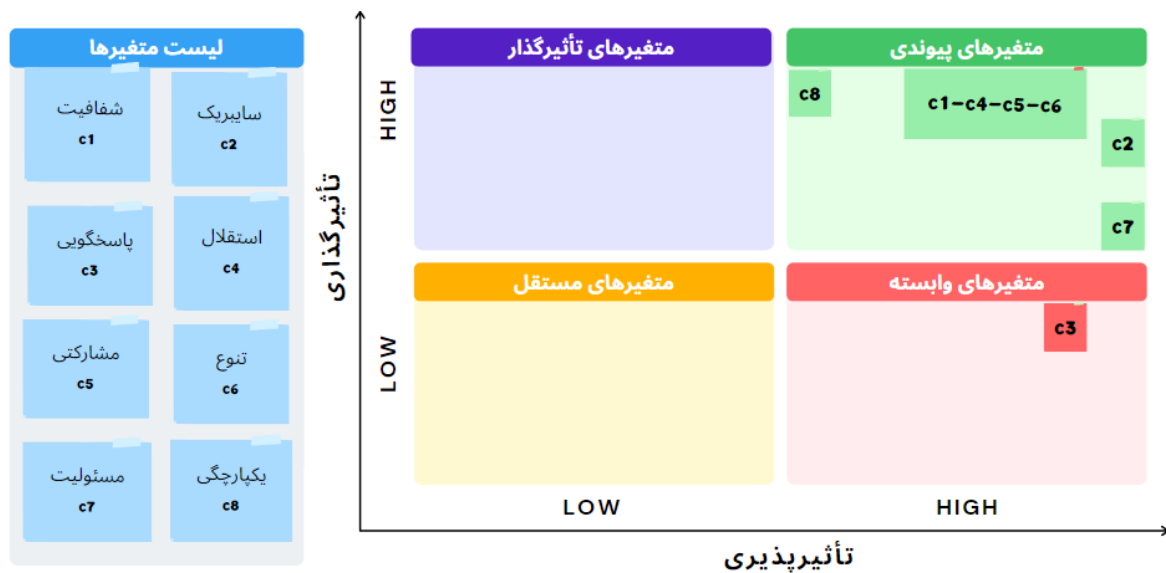 لیست متغیرها
شفافیت
c1
سایبریک
c2
پاسخگویی
c3
استقلال
c4
مشارکتی
c5
تنوع
c6
مسئولیت
c7
یکپارچگی
c8
تأثیرگذاری
HIGH
LOW
متغیرهای تأثیرگذار
متغیرهای پیوندی
c8
c1-c4-c5-c6
c2
c7
متغیرهای مستقل
متغیرهای وابسته
c3
LOW
HIGH
تأثیرپذیری